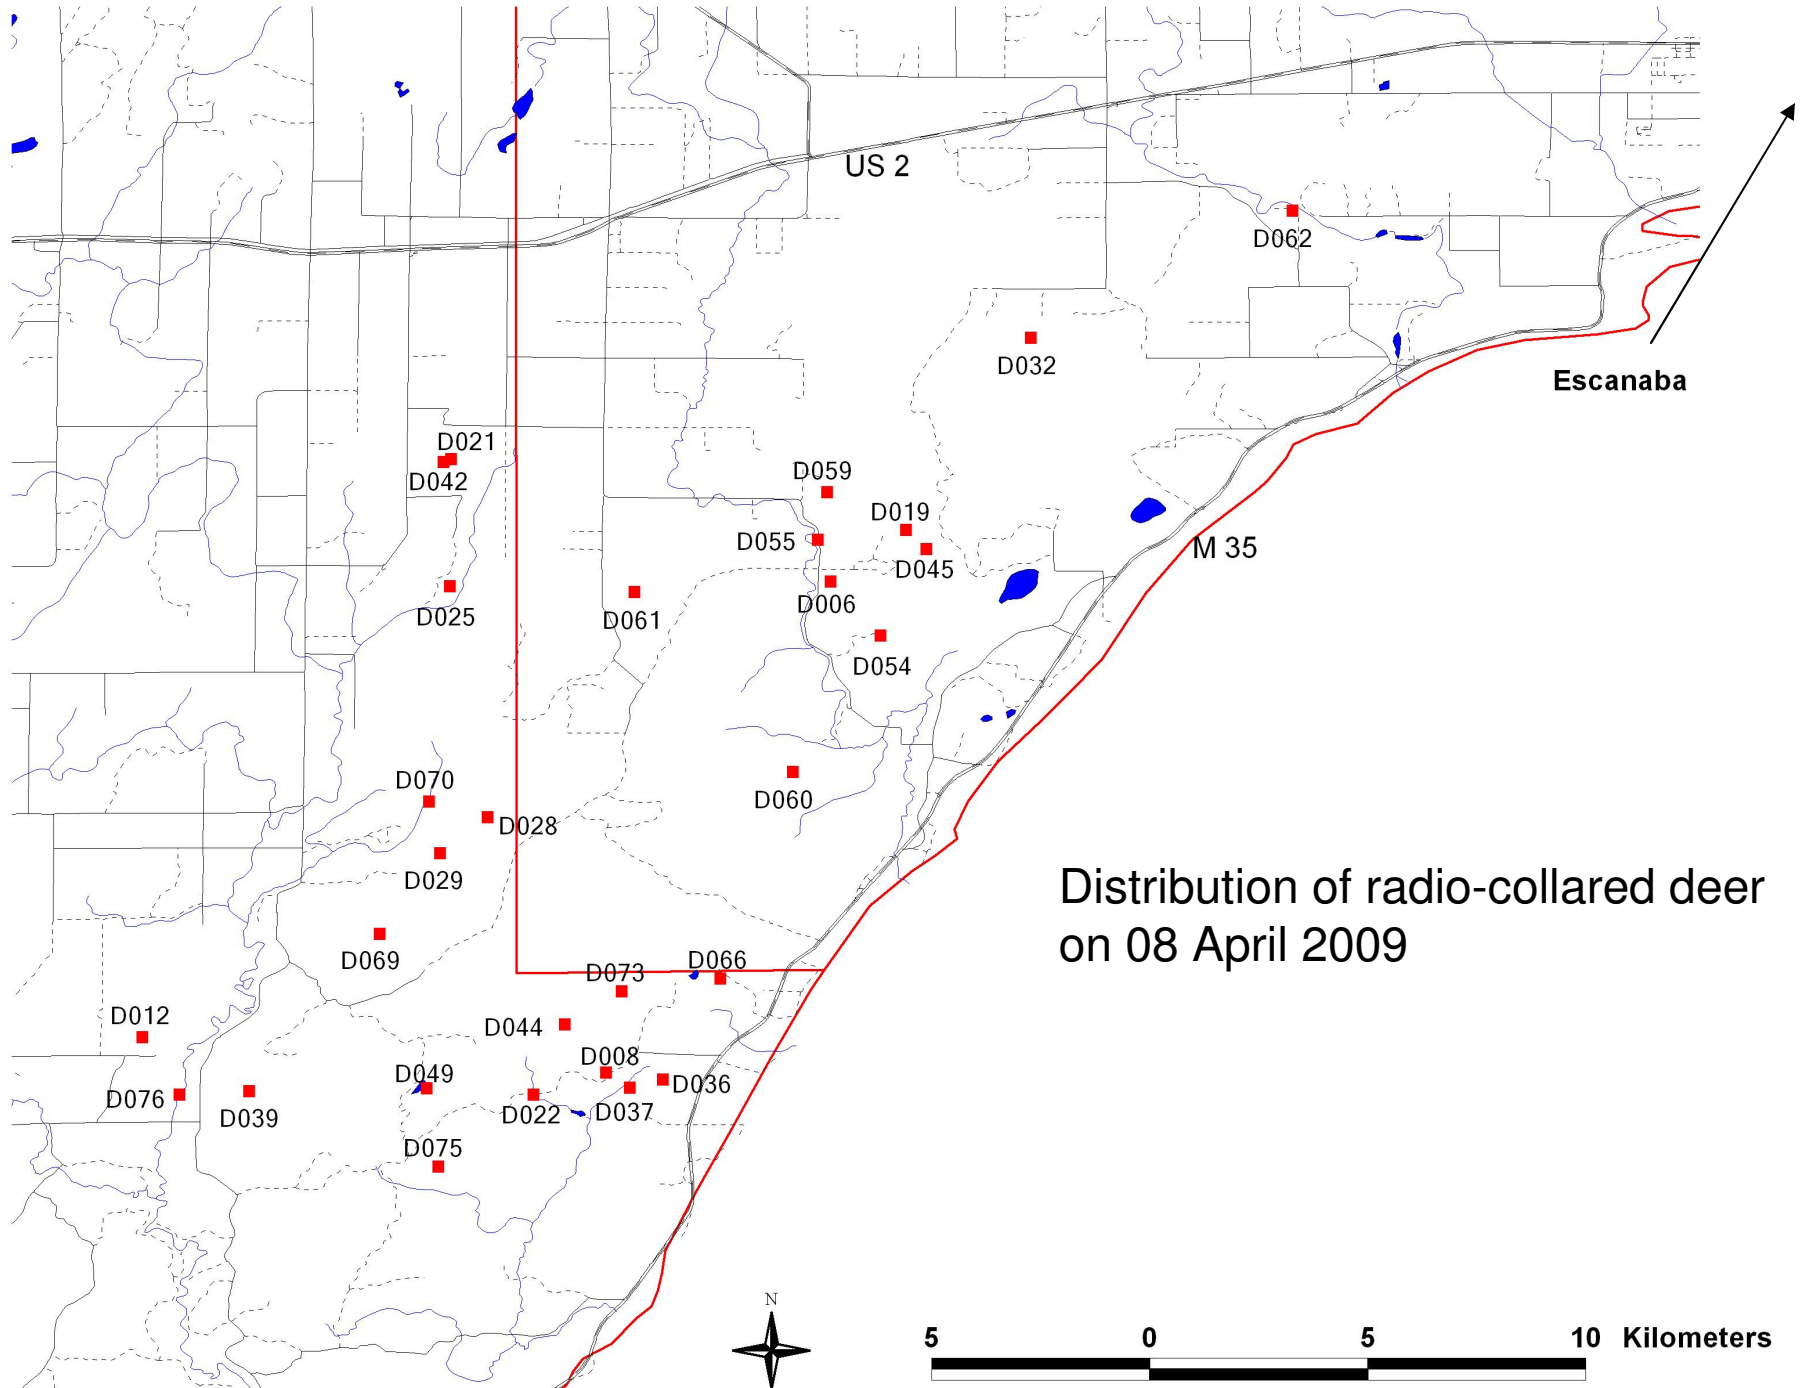 US 2
D062
D032
Escanaba
D021
D042
D059
D019
D055
D045
M 35
D006
D025
D061
D054
D070
D060
D028
D029
Distribution of radio-collared deer
on 08 April 2009
D069
D066
D073
D012
D044
D008
D049
D036
D076
D022
D037
D039
D075
N
5 0 5 10 Kilometers